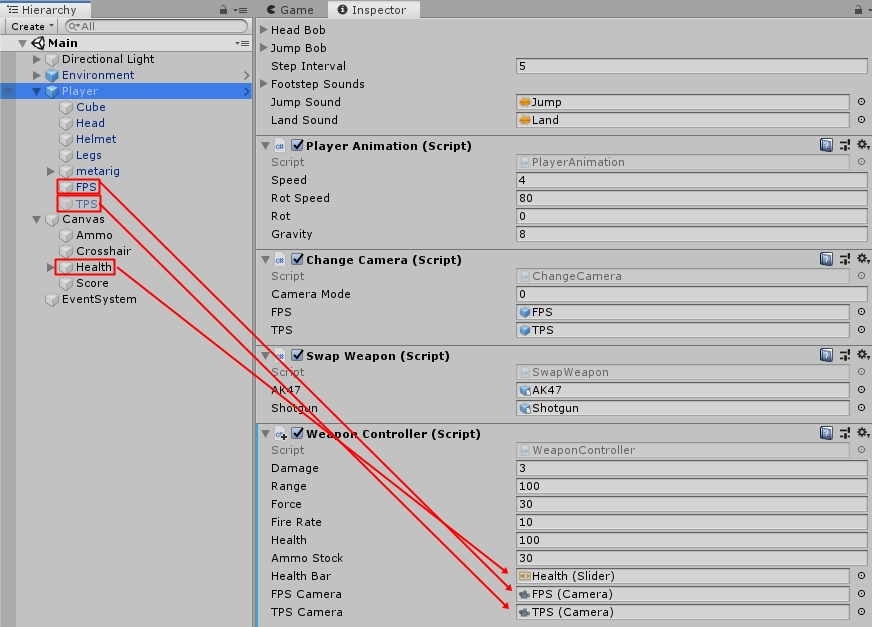 Hierarchy
Create
All
Main
Directional Light
Environment
Player
Cube
Head
Helmet
Legs
metarig
FPS
TPS
Canvas
Ammo
Crosshair
Health
Score
EventSystem
Game
Inspector
Head Bob
Jump Bob
Step Interval 5
Footstep Sounds
Jump Sound Jump
Land Sound Land
Player Animation (Script)
Script PlayerAnimation
Speed 4
Rot Speed 80
Rot 0
Gravity 8
Change Camera (Script)
Script ChangeCamera
Camera Mode 0
FPS FPS
TPS TPS
Swap Weapon (Script)
Script SwapWeapon
AK47 AK47
Shotgun Shotgun
Weapon Controller (Script)
Script WeaponController
Damage 3
Range 100
Force 30
Fire Rate 10
Health 100
Ammo Stock 30
Health Bar Health (Slider)
FPS Camera FPS (Camera)
TPS Camera TPS (Camera)